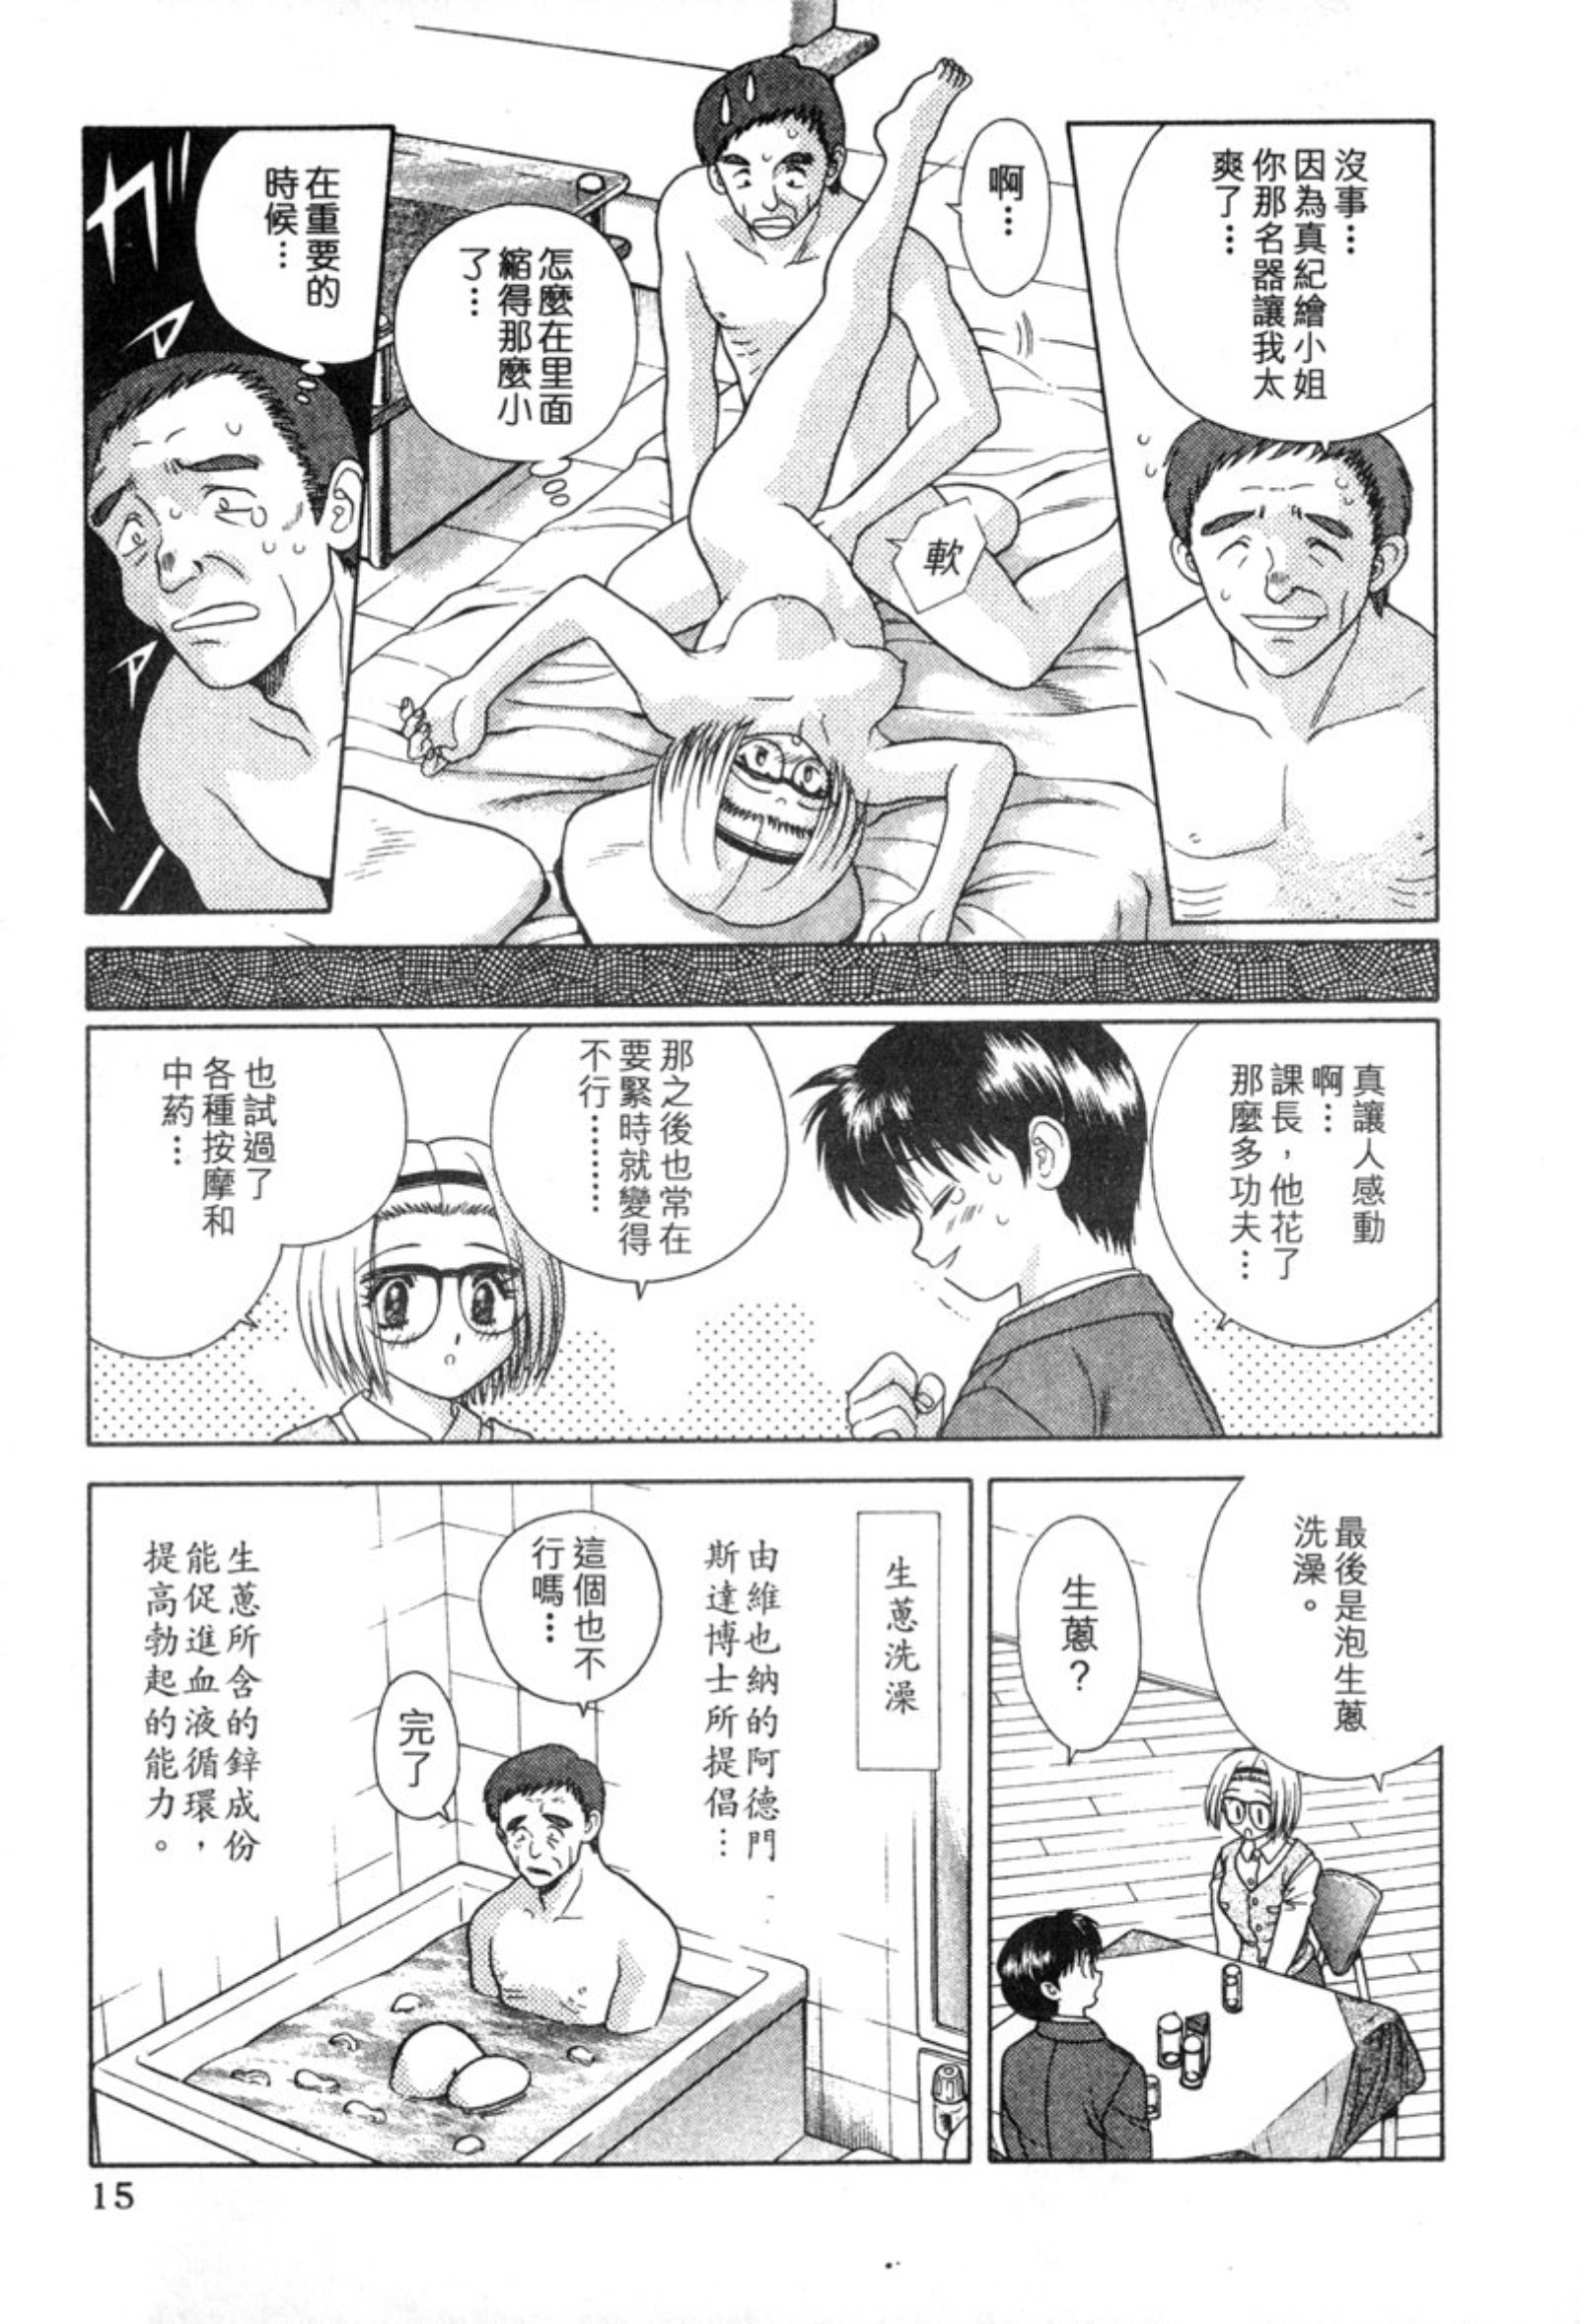 沒事…
因為真紀繪小姐
你那名器讓我太
爽了…
啊…
軟
怎麼在里面
縮得那麼小
了…
在重要的
時候…
ガーーン
真讓人感動
啊…
課長，他花了
那麼多功夫…
那之後也常在
要緊時就變得
不行………
也試過了
各種按摩和
中葯…
最後是泡生蔥
洗澡。
生蔥？
生蔥洗澡
由維也納的阿德門
斯達博士所提倡…
這個也不
行嗎…
完了
生蔥所含的鋅成份
能促進血液循環，
提高勃起的能力。
15